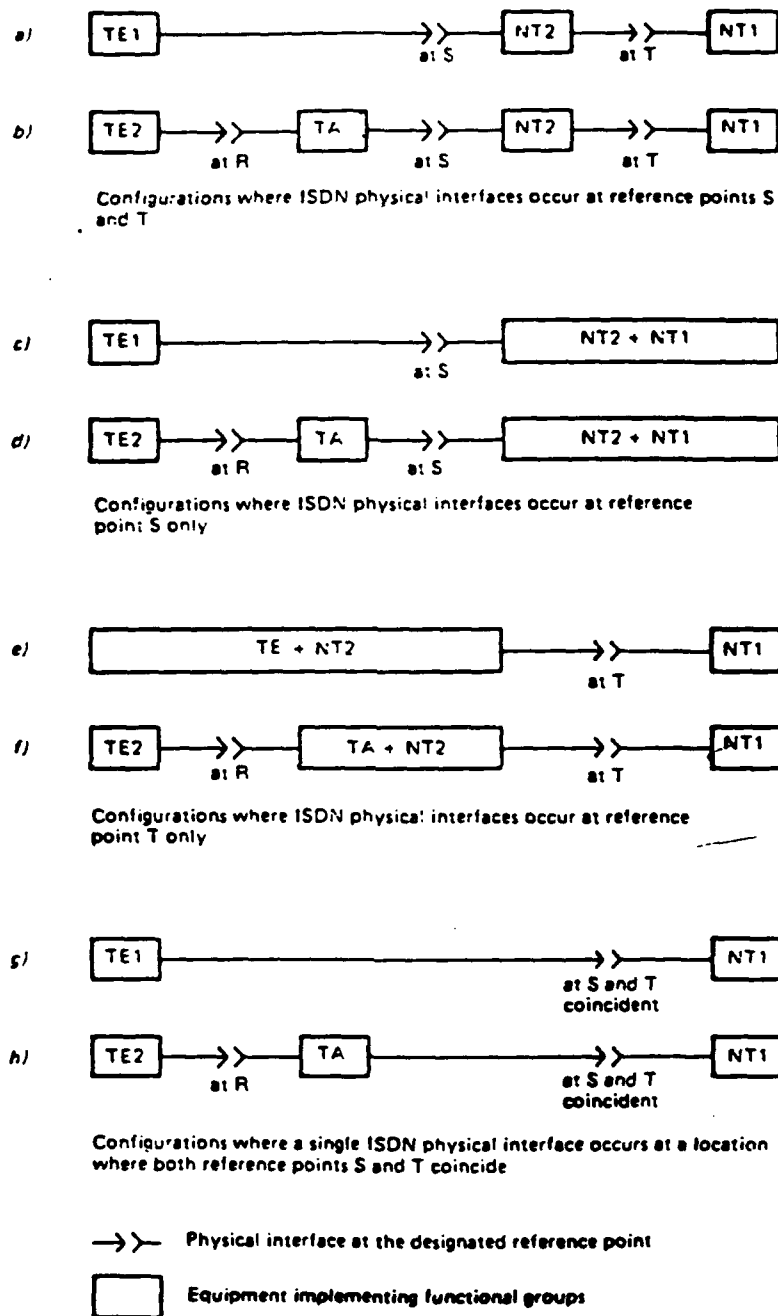 a) TE1 NT2 NT1
at S at T
b) TE2 TA NT2 NT1
at R at S at T
Configurations where ISDN physical interfaces occur at reference points S
and T
c) TE1 NT2 + NT1
at S
d) TE2 TA NT2 + NT1
at R at S
Configurations where ISDN physical interfaces occur at reference
point S only
e) TE + NT2 NT1
at T
f) TE2 TA + NT2 NT1
at R at T
Configurations where ISDN physical interfaces occur at reference
point T only
g) TE1 NT1
at S and T
coincident
h) TE2 TA NT1
at R at S and T
coincident
Configurations where a single ISDN physical interface occurs at a location
where both reference points S and T coincide
Physical interface at the designated reference point
Equipment implementing functional groups